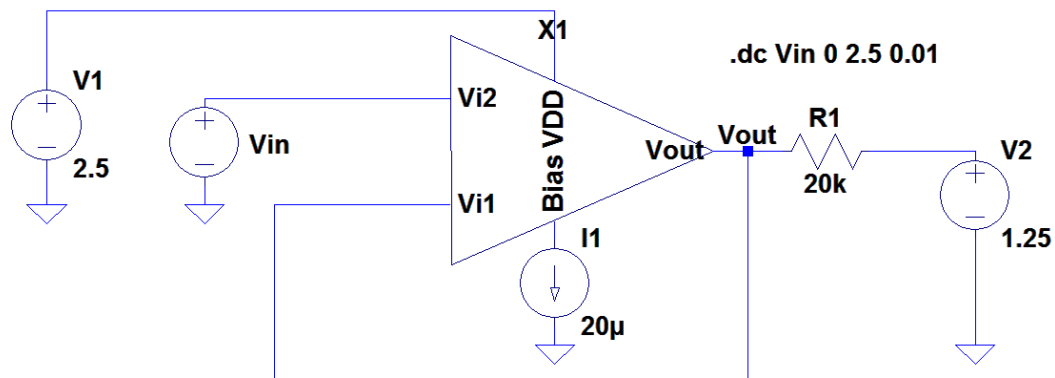 X1
.dc Vin 0 2.5 0.01
V1
2.5
Vin
Vi2
Vi1
Bias VDD
Vout
Vout
R1
20k
V2
1.25
I1
20µ